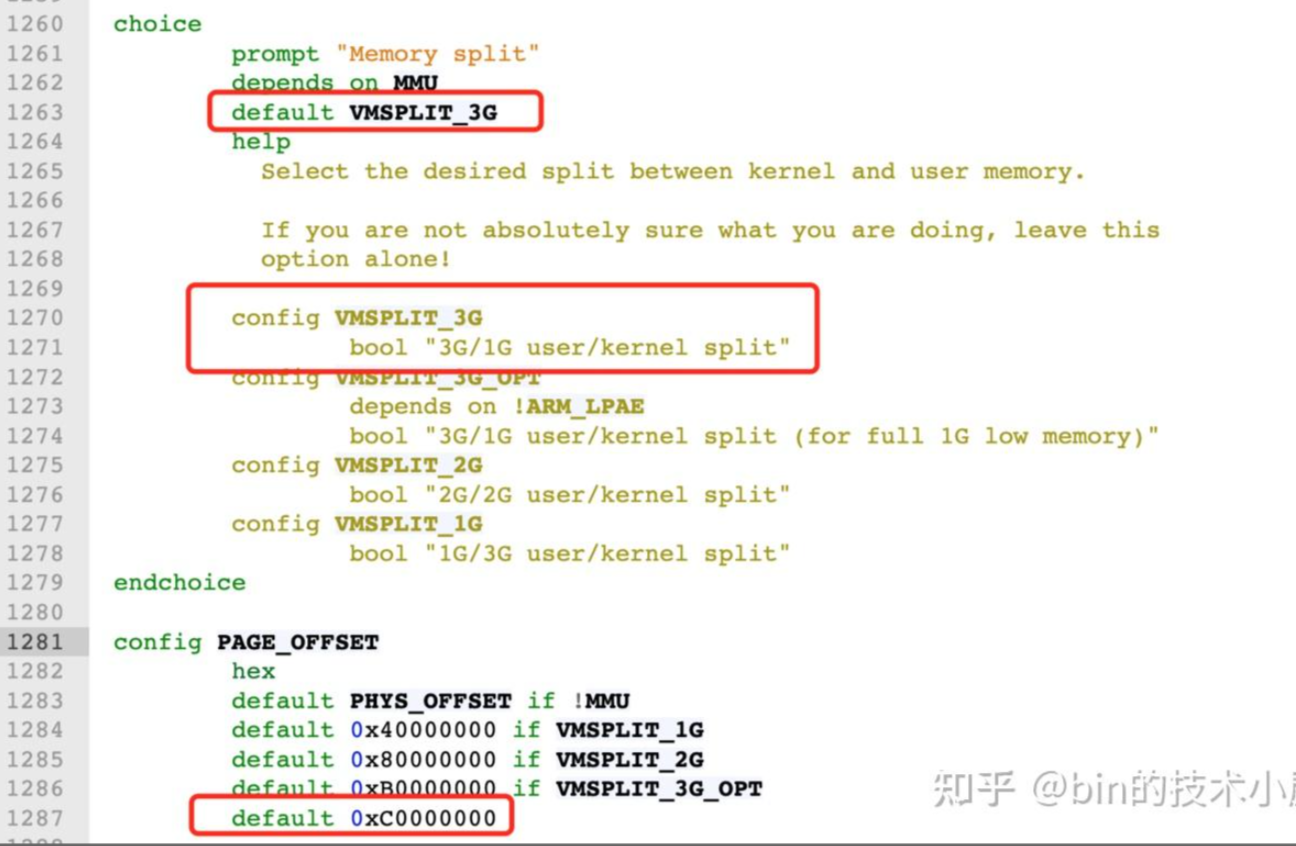 1260 choice
1261 prompt "Memory split"
1262 depends on MMU
1263 default VMSPLIT_3G
1264 help
1265 Select the desired split between kernel and user memory.
1266
1267 If you are not absolutely sure what you are doing, leave this
1268 option alone!
1269
1270 config VMSPLIT_3G
1271 bool "3G/1G user/kernel split"
1272 config VMSPLIT_3G_OPT
1273 depends on !ARM_LPAE
1274 bool "3G/1G user/kernel split (for full 1G low memory)"
1275 config VMSPLIT_2G
1276 bool "2G/2G user/kernel split"
1277 config VMSPLIT_1G
1278 bool "1G/3G user/kernel split"
1279 endchoice
1280
1281 config PAGE_OFFSET
1282 hex
1283 default PHYS_OFFSET if !MMU
1284 default 0x40000000 if VMSPLIT_1G
1285 default 0x80000000 if VMSPLIT_2G
1286 default 0xB0000000 if VMSPLIT_3G_OPT
1287 default 0xC0000000
知乎 @bin的技术小